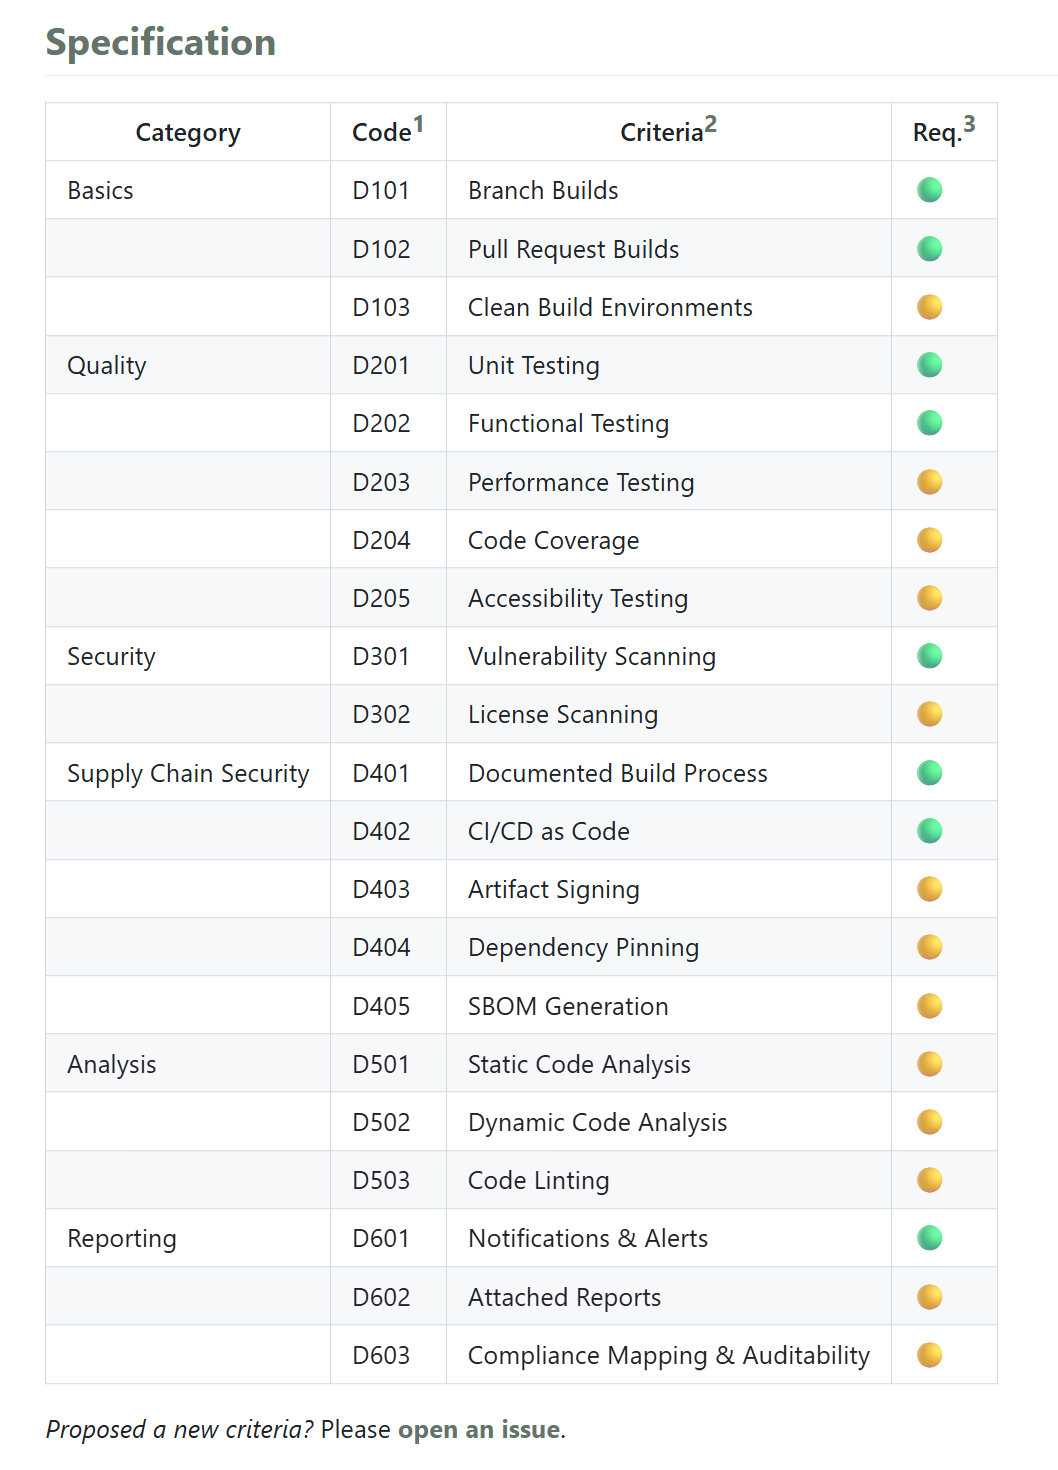 Specification
Category Code1 Criteria2 Req.3
Basics D101 Branch Builds
D102 Pull Request Builds
D103 Clean Build Environments
Quality D201 Unit Testing
D202 Functional Testing
D203 Performance Testing
D204 Code Coverage
D205 Accessibility Testing
Security D301 Vulnerability Scanning
D302 License Scanning
Supply Chain Security D401 Documented Build Process
D402 CI/CD as Code
D403 Artifact Signing
D404 Dependency Pinning
D405 SBOM Generation
Analysis D501 Static Code Analysis
D502 Dynamic Code Analysis
D503 Code Linting
Reporting D601 Notifications & Alerts
D602 Attached Reports
D603 Compliance Mapping & Auditability
Proposed a new criteria? Please open an issue.